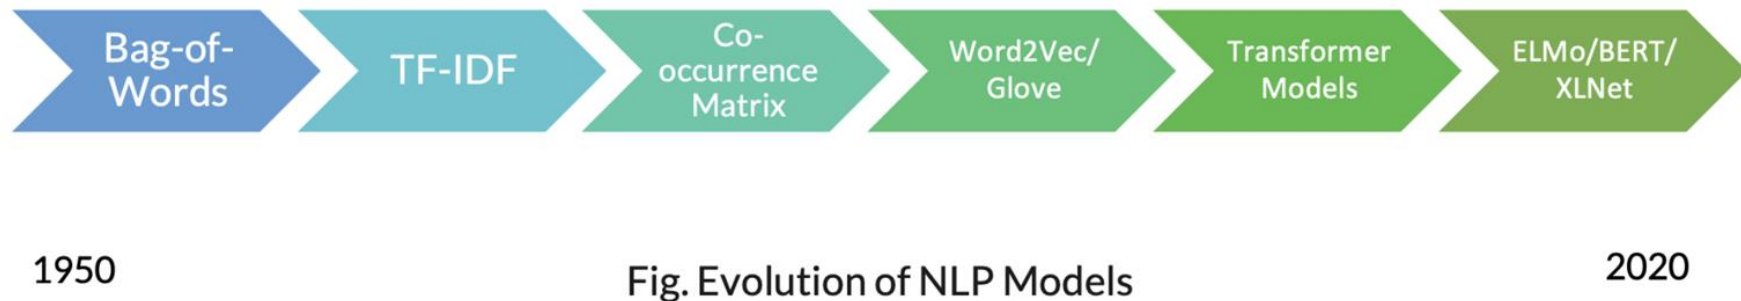 Bag-of-
Words
TF-IDF
Co-
occurrence
Matrix
Word2Vec/
Glove
Transformer
Models
ELMo/BERT/
XLNet
1950
Fig. Evolution of NLP Models
2020